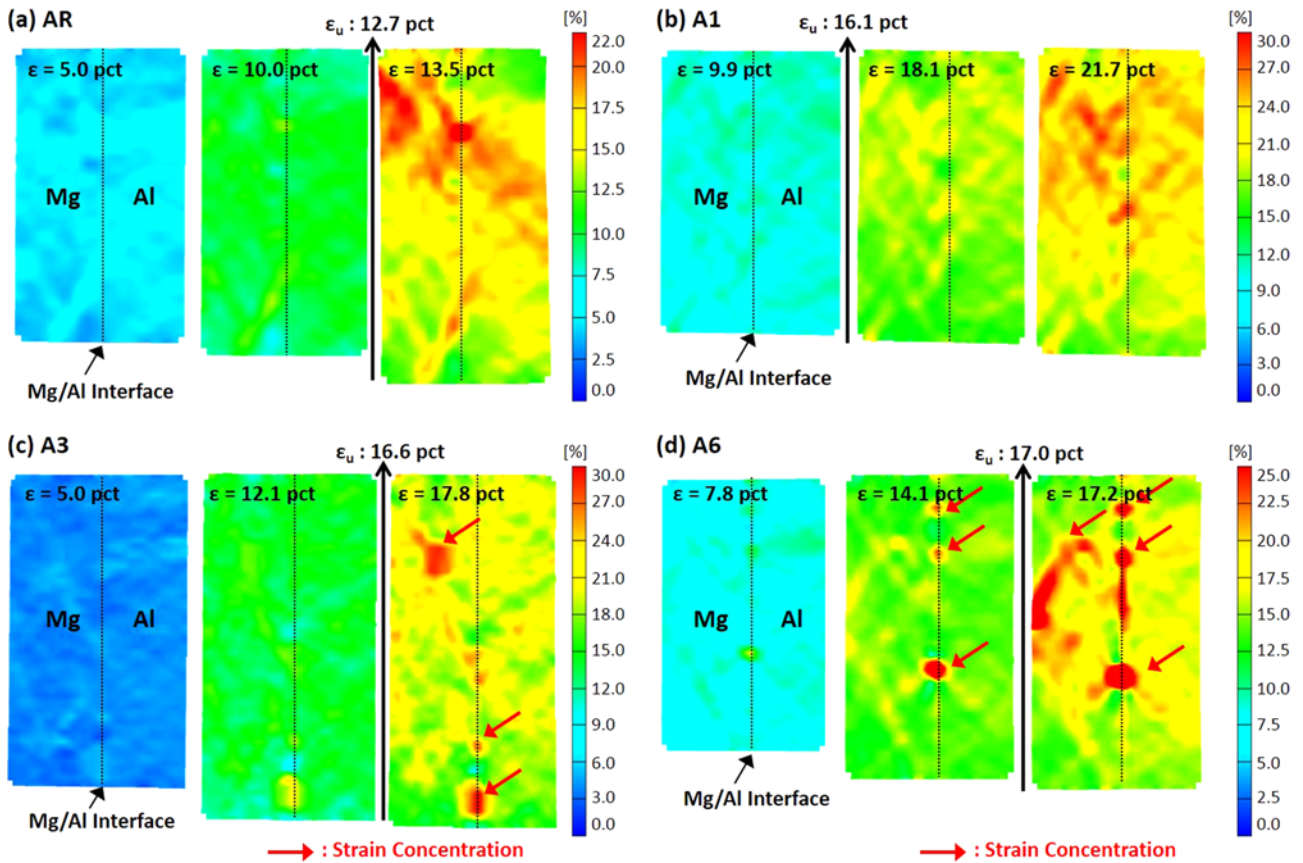 (a) AR
εu : 12.7 pct
[%]
ε = 5.0 pct
ε = 10.0 pct
ε = 13.5 pct
22.0
20.0
17.5
15.0
12.5
10.0
7.5
5.0
2.5
0.0
Mg
Al
Mg/Al Interface
(b) A1
εu : 16.1 pct
[%]
ε = 9.9 pct
ε = 18.1 pct
ε = 21.7 pct
30.0
27.0
24.0
21.0
18.0
15.0
12.0
9.0
6.0
3.0
0.0
Mg
Al
(c) A3
εu : 16.6 pct
[%]
ε = 5.0 pct
ε = 12.1 pct
ε = 17.8 pct
30.0
27.0
24.0
21.0
18.0
15.0
12.0
9.0
6.0
3.0
0.0
Mg
Al
Mg/Al Interface
: Strain Concentration
(d) A6
εu : 17.0 pct
[%]
ε = 7.8 pct
ε = 14.1 pct
ε = 17.2 pct
25.0
22.5
20.0
17.5
15.0
12.5
10.0
7.5
5.0
2.5
0.0
Mg
Al
Mg/Al Interface
: Strain Concentration